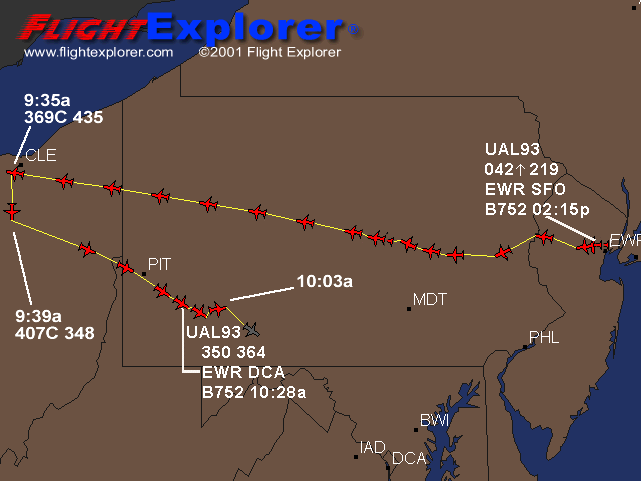 FLIGHT Explorer®
www.flightexplorer.com ©2001 Flight Explorer
9:35a
369C 435
CLE
UAL93
042↑ 219
EWR SFO
B752 02:15p
EWR
PIT
10:03a
MDT
9:39a
407C 348
UAL93
350 364
EWR DCA
B752 10:28a
PHL
BWI
IAD
DCA